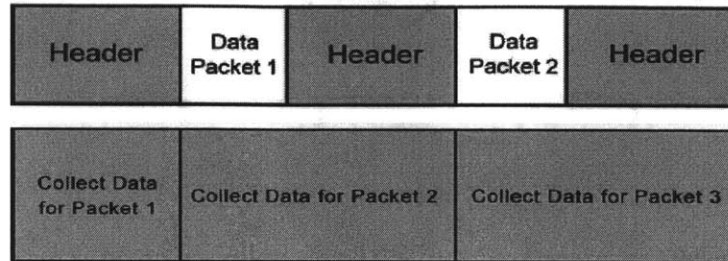 Header
Data
Packet 1
Header
Data
Packet 2
Header
Collect Data
for Packet 1
Collect Data for Packet 2
Collect Data for Packet 3